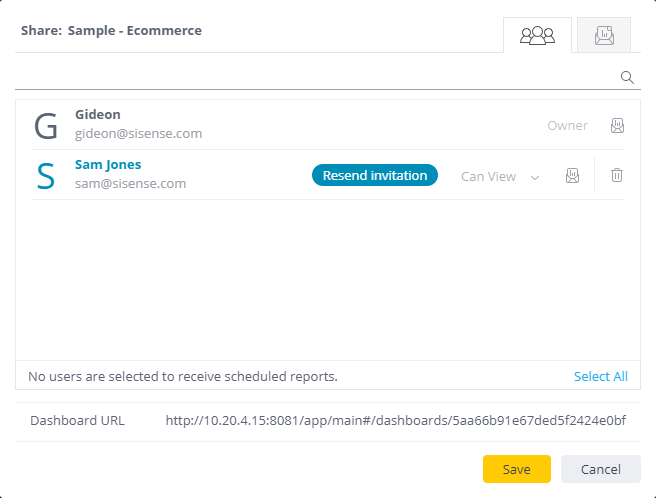 Share: Sample - Ecommerce
G
Gideon
gideon@sisense.com
Owner
S
Sam Jones
sam@sisense.com
Resend invitation
Can View
No users are selected to receive scheduled reports.
Select All
Dashboard URL
http://10.20.4.15:8081/app/main#/dashboards/5aa66b91e67ded5f2424e0bf
Save
Cancel